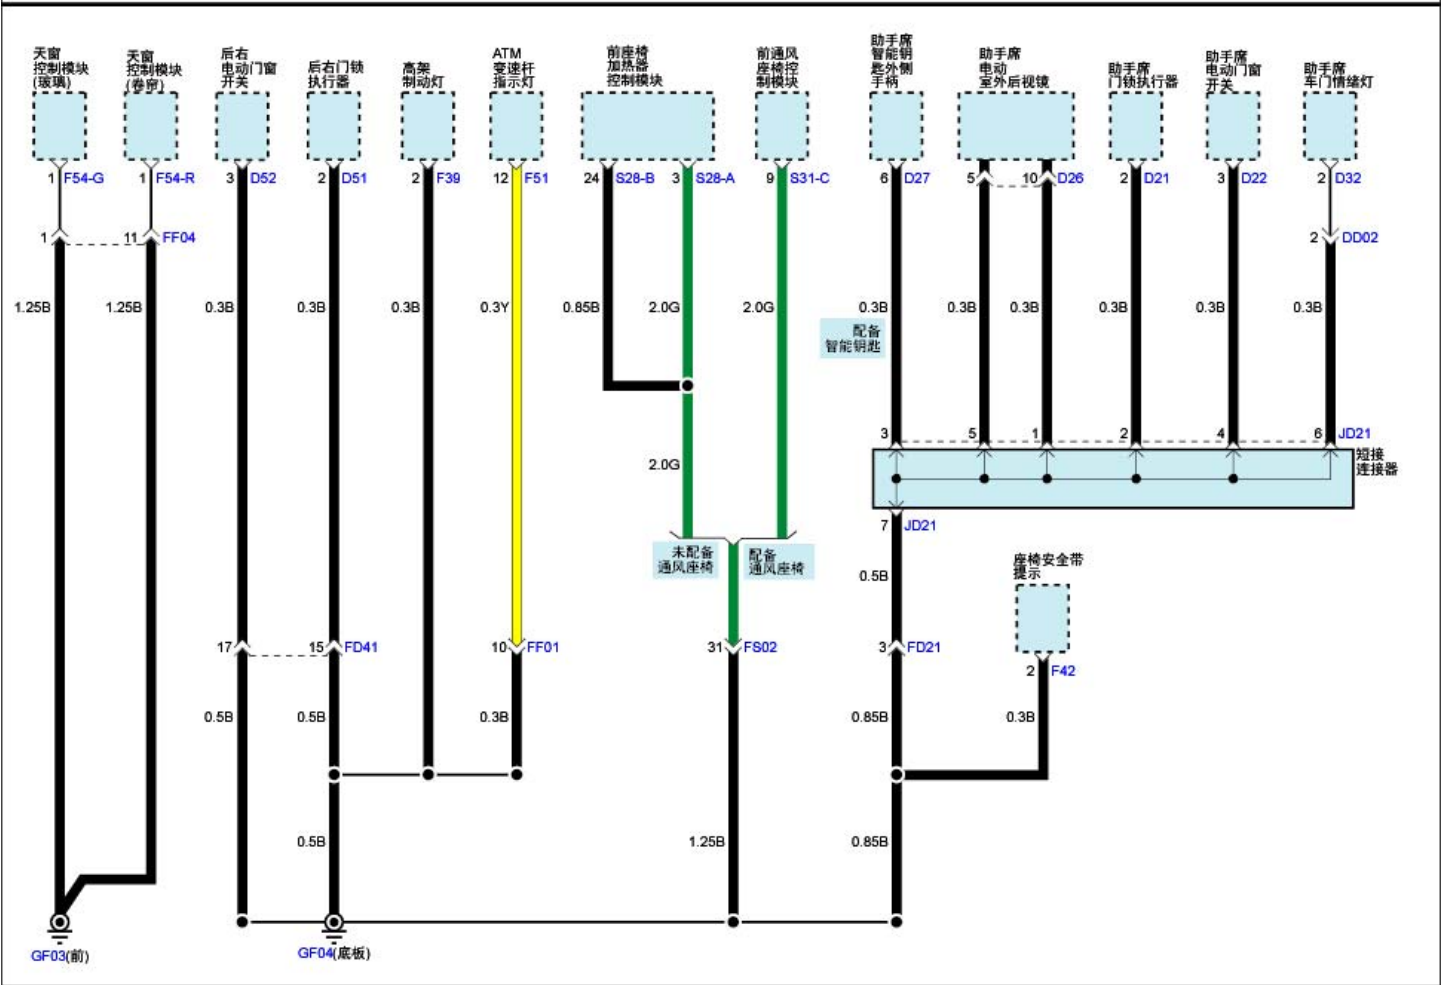 天窗
控制模块
(玻璃)
天窗
控制模块
(卷帘)
后右
电动门窗
开关
后右门锁
执行器
高架
制动灯
ATM
变速杆
指示灯
前座椅
加热器
控制模块
前通风
座椅控
制模块
助手席
智能钥
匙外侧
手柄
助手席
电动
室外后视镜
助手席
门锁执行器
助手席
电动门窗
开关
助手席
车门情绪灯
1 F54-G
1 F54-R
3 D52
2 D51
2 F39
12 F51
24 S28-B
3 S28-A
9 S31-C
6 D27
5
10 D26
2 D21
3 D22
2 D32
1
11 FF04
2 DD02
1.25B
1.25B
0.3B
0.3B
0.3B
0.3Y
0.85B
2.0G
2.0G
0.3B
0.3B
0.3B
0.3B
0.3B
0.3B
配备
智能钥匙
3
5
1
2
4
6 JD21
短接
连接器
2.0G
7 JD21
未配备
通风座椅
配备
通风座椅
0.5B
座椅安全带
提示
17
15 FD41
10 FF01
31 FS02
3 FD21
2 F42
0.5B
0.5B
0.3B
0.85B
0.3B
0.5B
1.25B
0.85B
GF03(前)
GF04(底板)